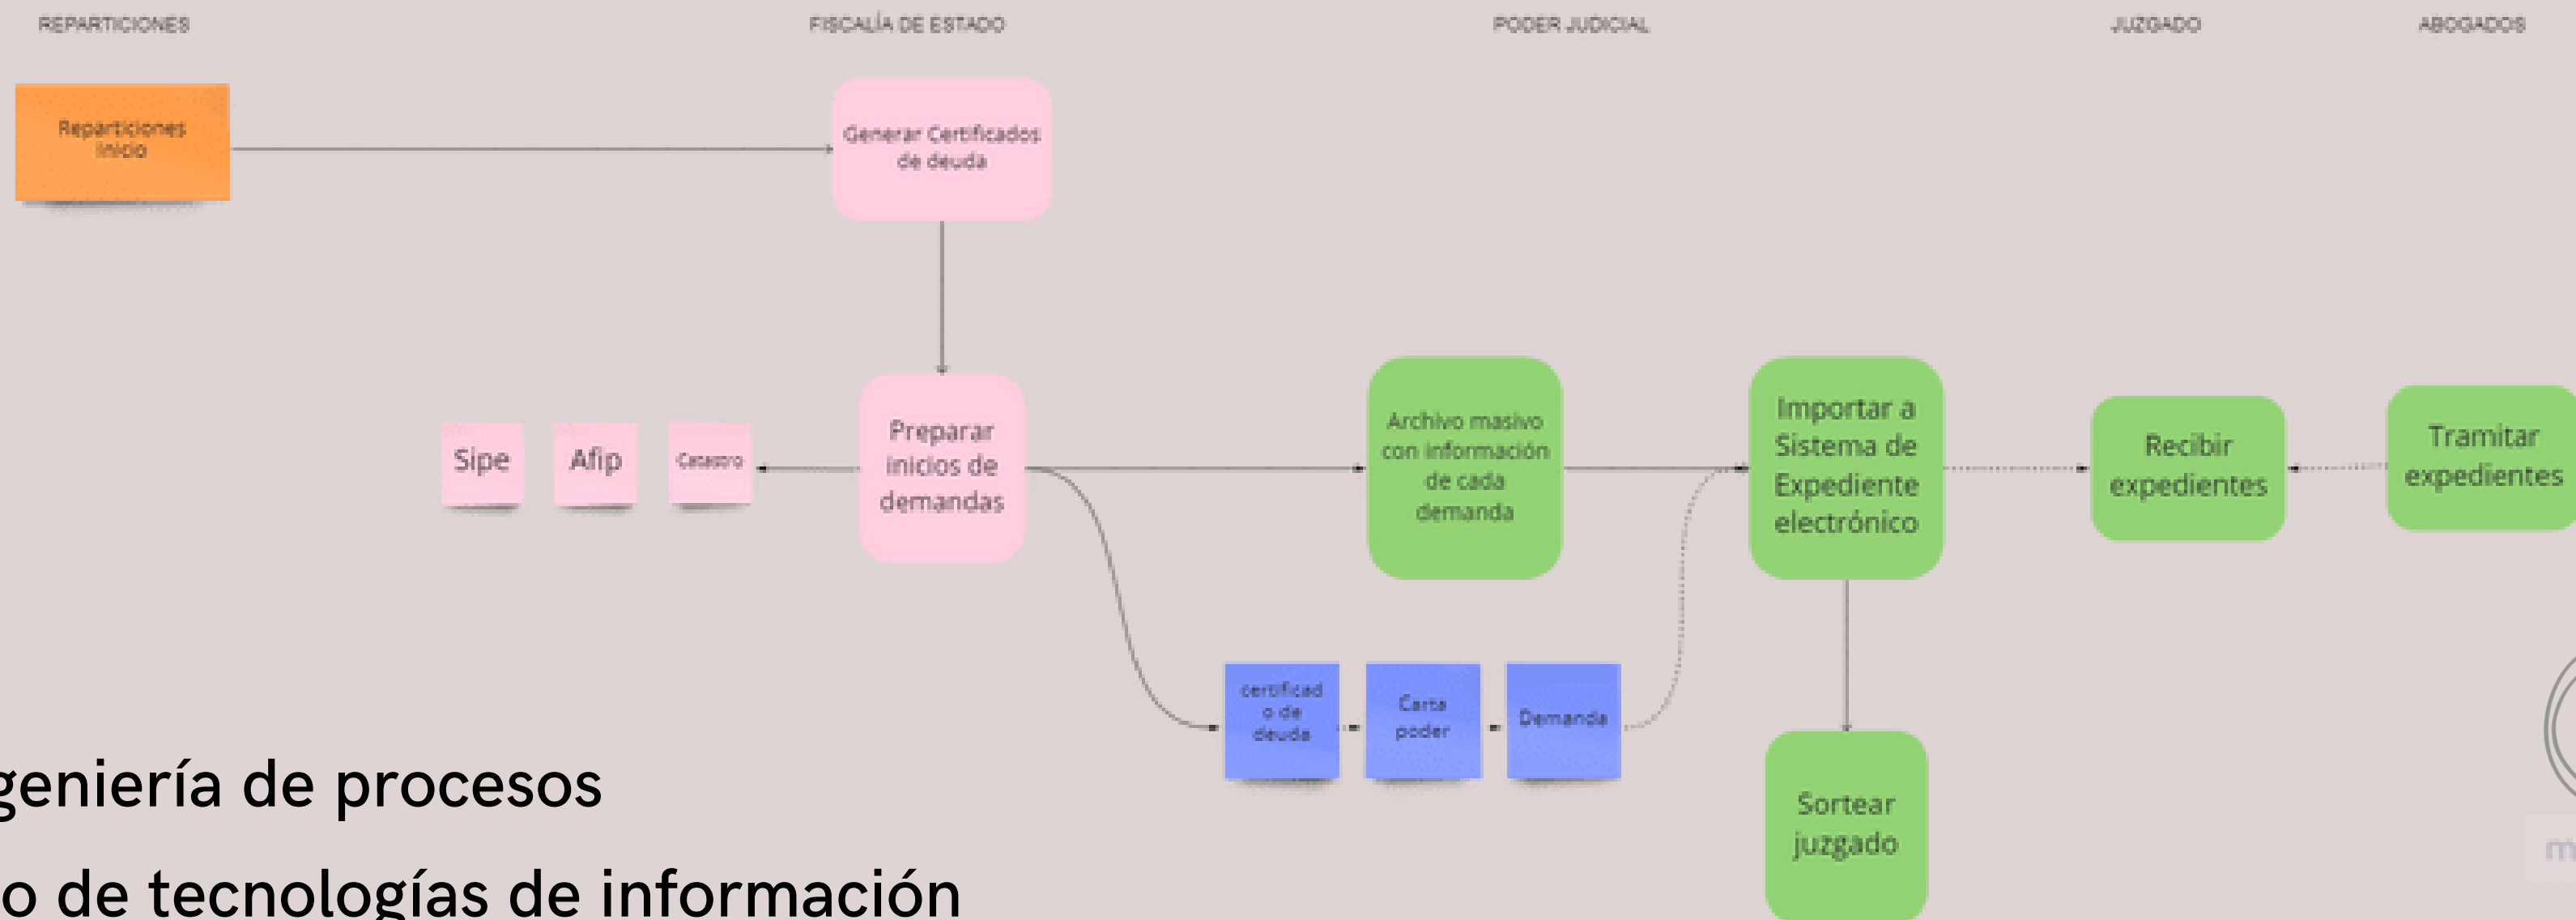 REPARTICIONES
FISCALÍA DE ESTADO
PODER JUDICIAL
JUZGADO
ABOGADOS
Reparticiones
Inicio
Generar Certificados
de deuda
Sipe
Afip
Catastro
Preparar
inicios de
demandas
Archivo masivo
con información
de cada
demanda
Importar a
Sistema de
Expediente
electrónico
Recibir
expedientes
Tramitar
expedientes
certificad
o de
deuda
Carta
poder
Demanda
Sortear
juzgado
geniería de procesos
o de tecnologías de información
m